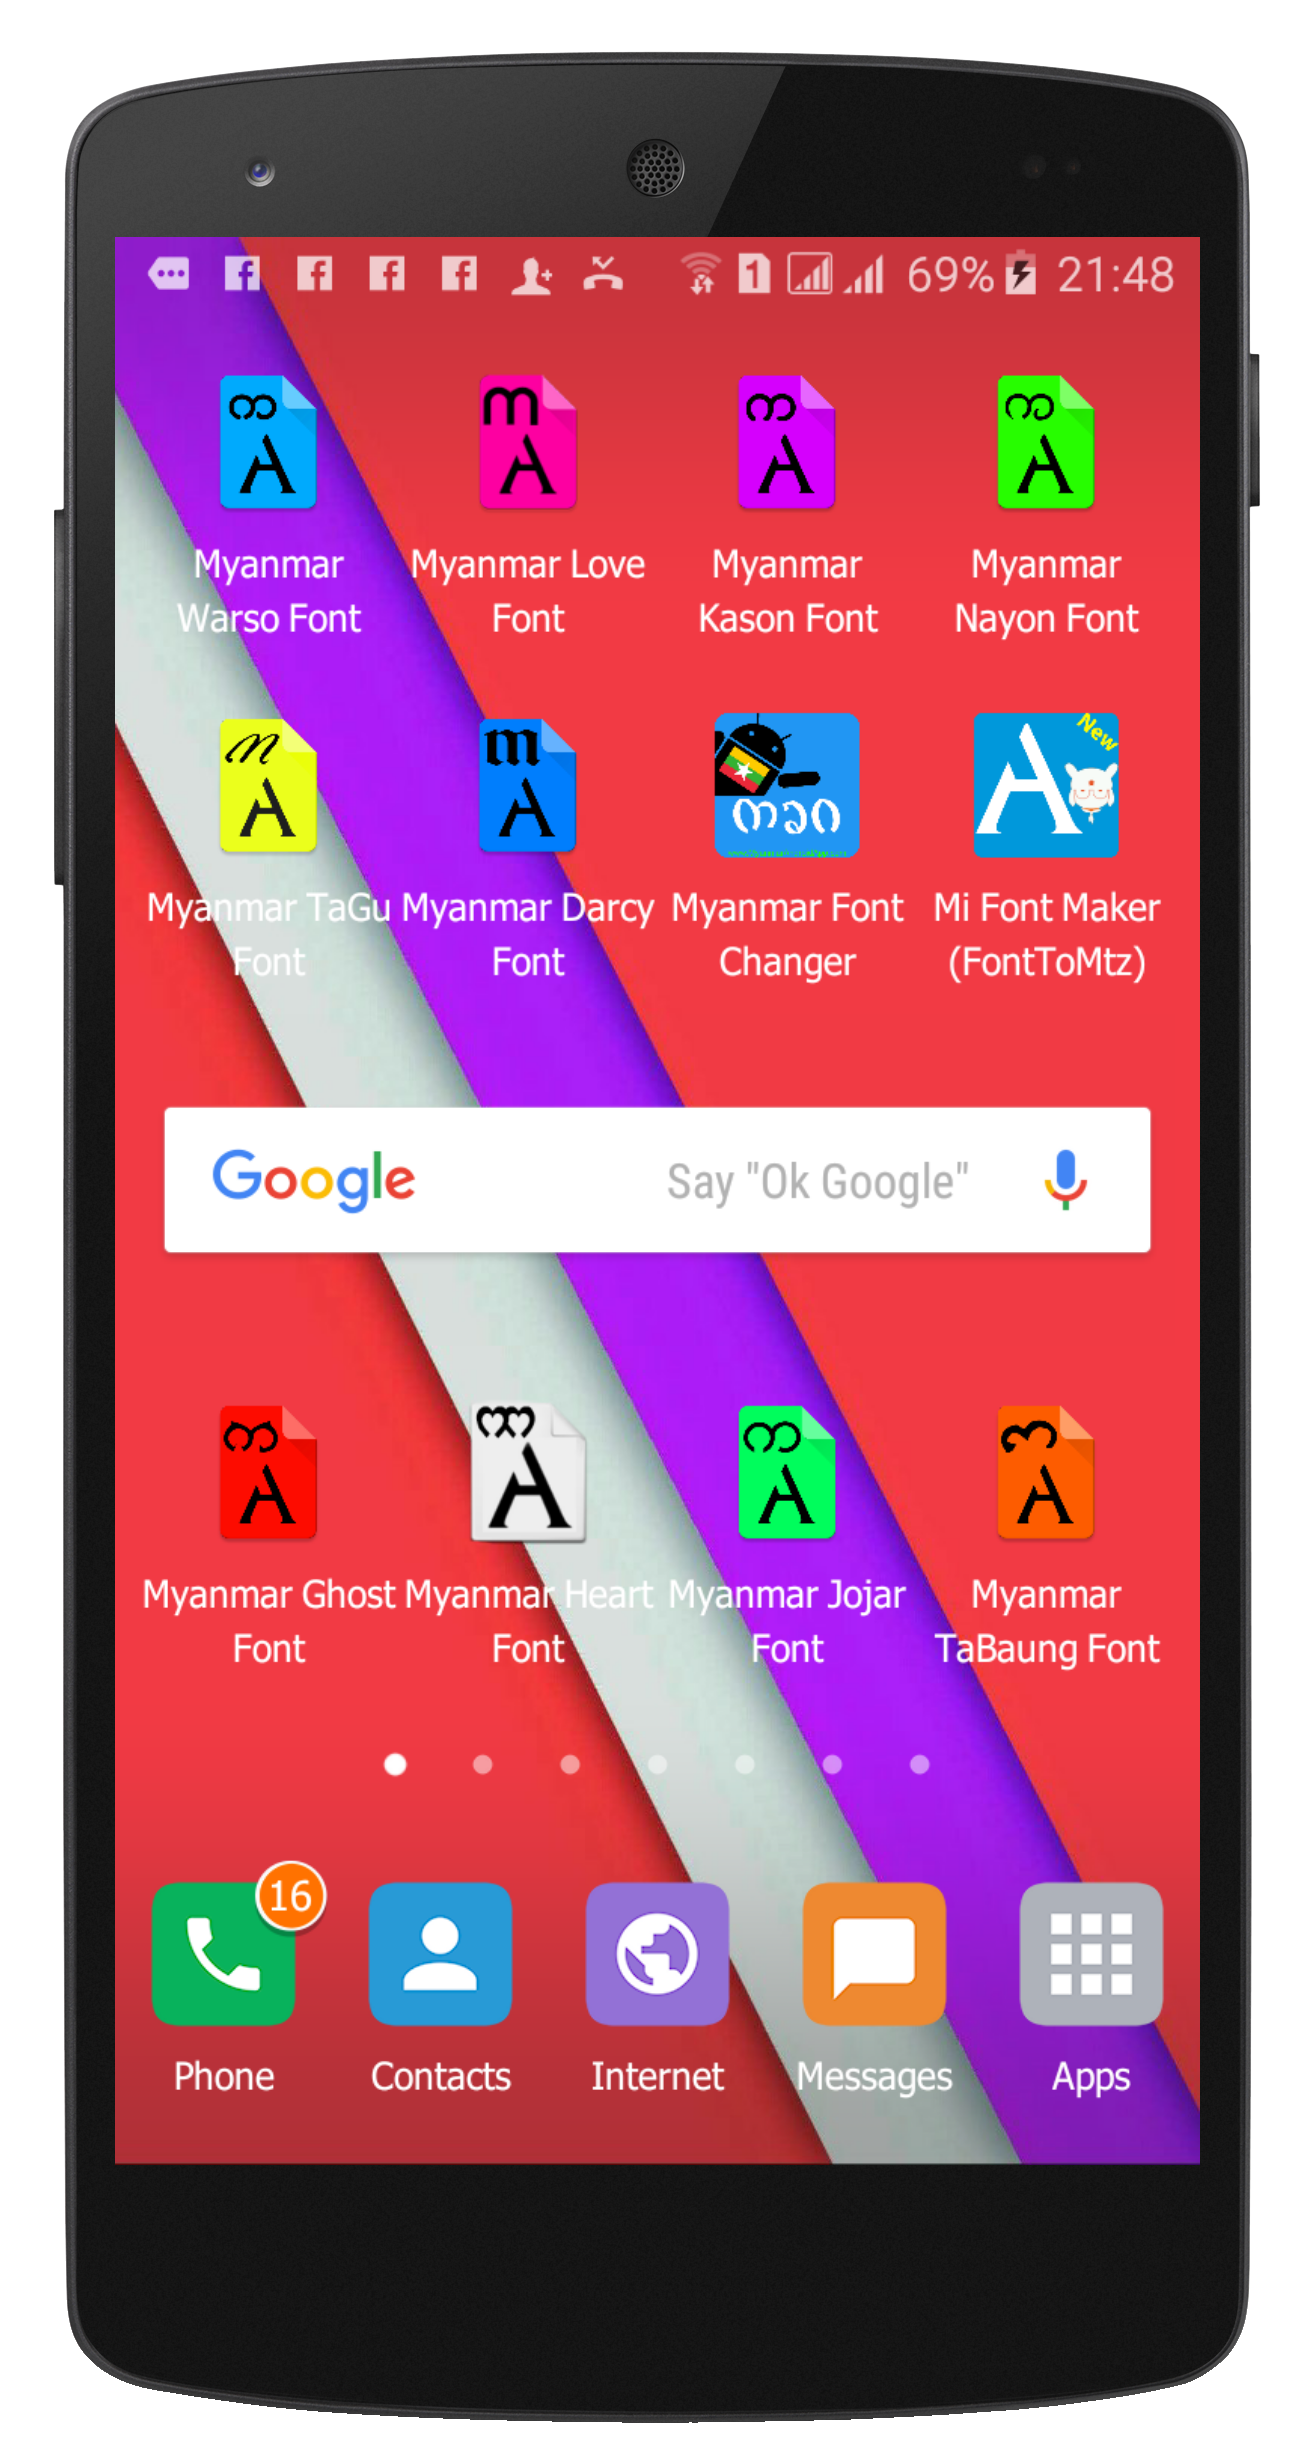 69% 21:48
Myanmar
Warso Font
Myanmar Love
Font
Myanmar
Kason Font
Myanmar
Nayon Font
New
Myanmar TaGu
Font
Myanmar Darcy
Font
Myanmar Font
Changer
Mi Font Maker
(FontToMtz)
Google Say "Ok Google"
Myanmar Ghost
Font
Myanmar Heart
Font
Myanmar Jojar
Font
Myanmar
TaBaung Font
16
Phone Contacts Internet Messages Apps